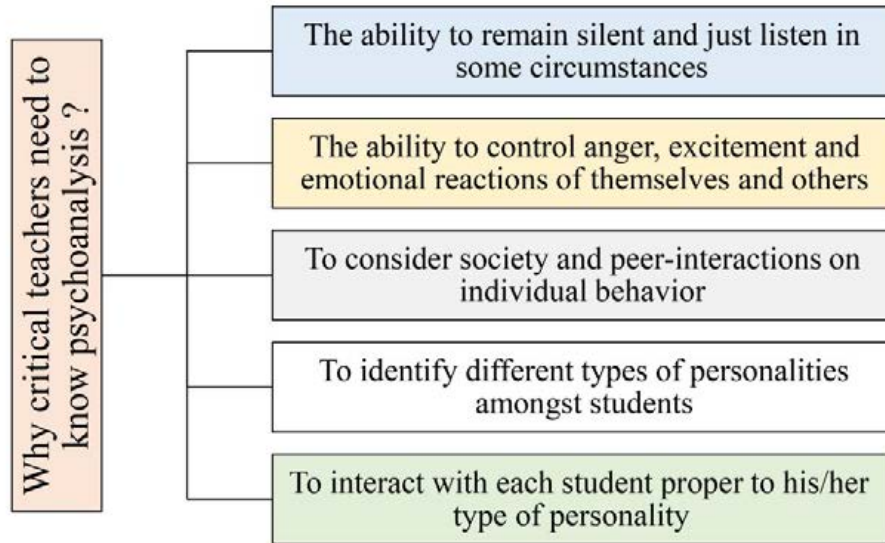 Why critical teachers need to
know psychoanalysis ?
The ability to remain silent and just listen in
some circumstances
The ability to control anger, excitement and
emotional reactions of themselves and others
To consider society and peer-interactions on
individual behavior
To identify different types of personalities
amongst students
To interact with each student proper to his/her
type of personality